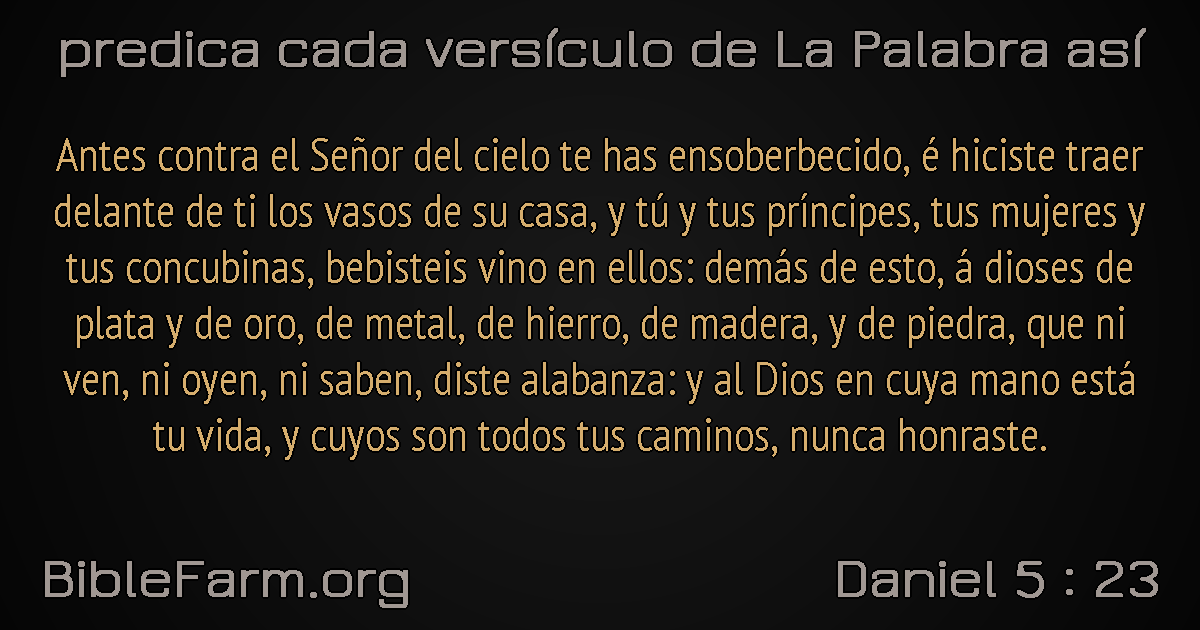 predica cada versículo de La Palabra así
Antes contra el Señor del cielo te has ensoberbecido, é hiciste traer
delante de ti los vasos de su casa, y tú y tus príncipes, tus mujeres y
tus concubinas, bebisteis vino en ellos: demás de esto, á dioses de
plata y de oro, de metal, de hierro, de madera, y de piedra, que ni
ven, ni oyen, ni saben, diste alabanza: y al Dios en cuya mano está
tu vida, y cuyos son todos tus caminos, nunca honraste.
BibleFarm.org
Daniel 5 : 23